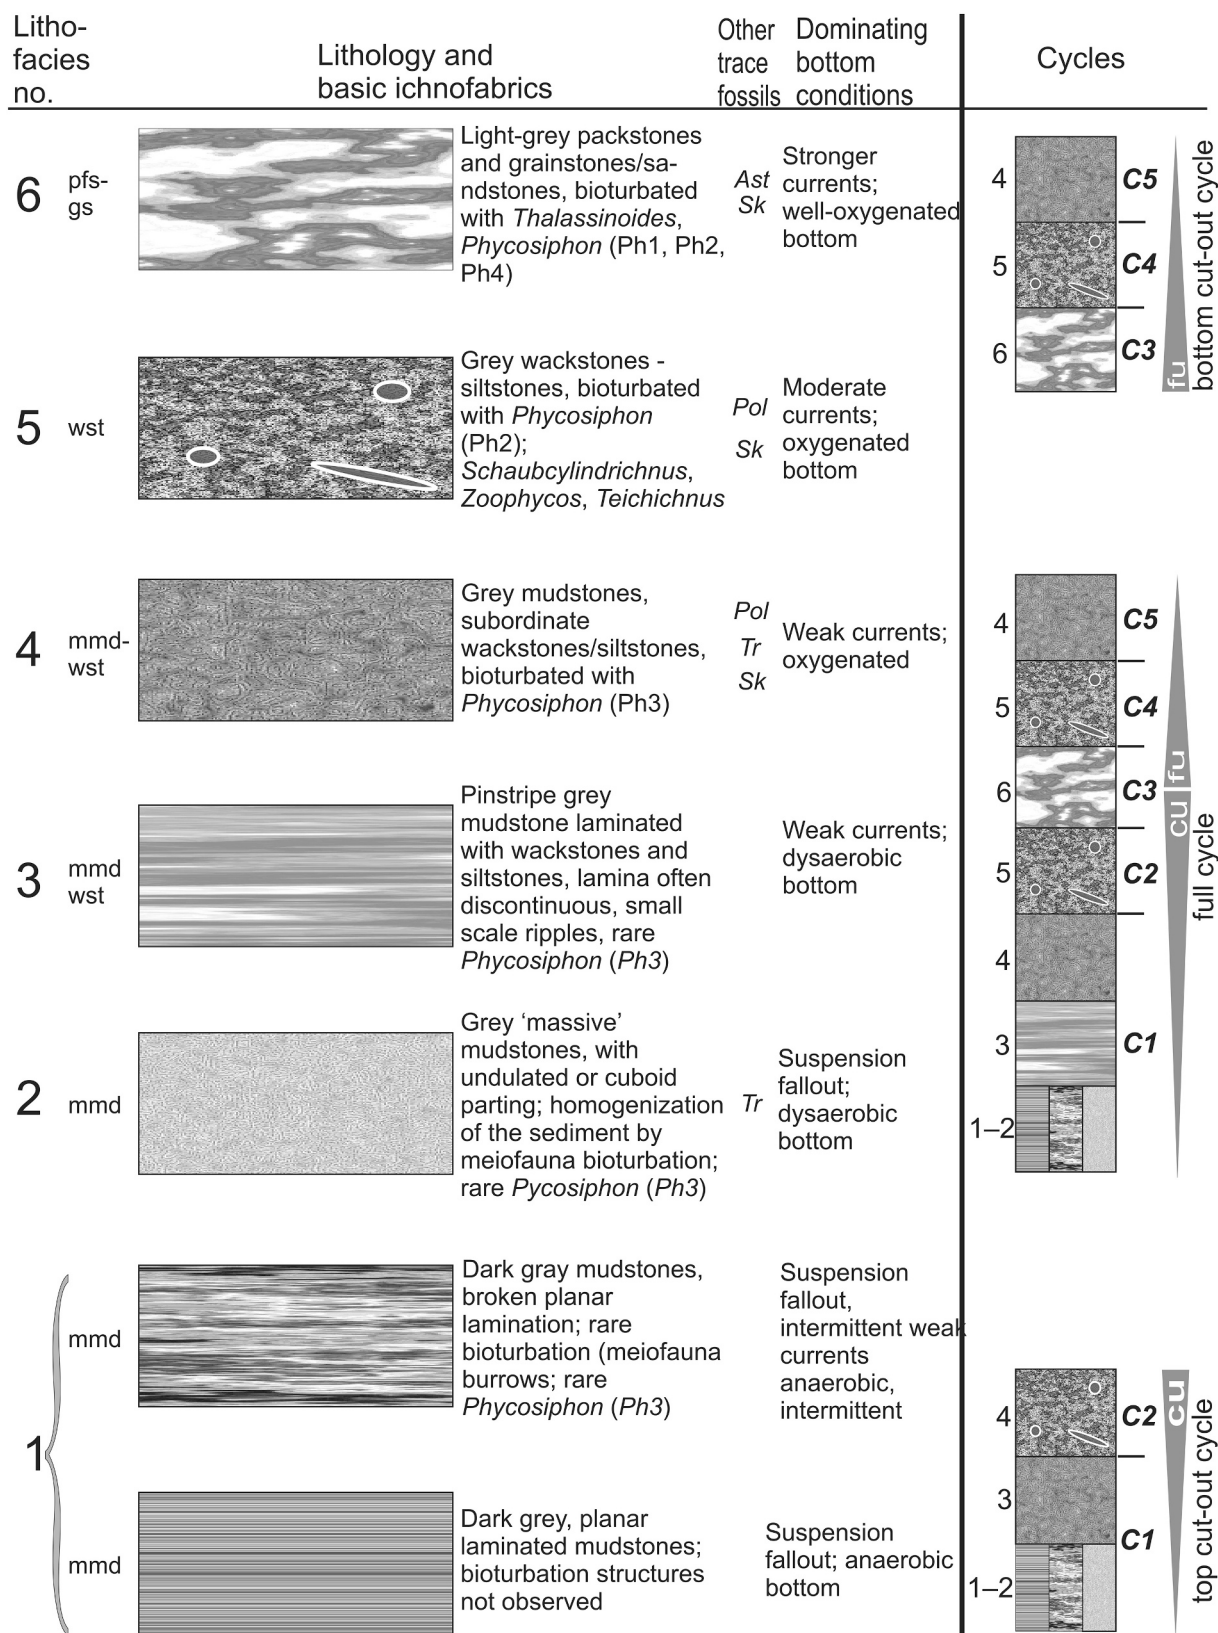 Litho-
facies
no.
Lithology and
basic ichnofabrics
Other
trace
fossils
Dominating
bottom
conditions
Cycles
6
pfs-
gs
Light-grey packstones
and grainstones/sa-
ndstones, bioturbated
with Thalassinoides,
Phycosiphon (Ph1, Ph2,
Ph4)
Ast
Sk
Stronger
currents;
well-oxygenated
bottom
5
wst
Grey wackstones -
siltstones, bioturbated
with Phycosiphon
(Ph2);
Schaubcylindrichnus,
Zoophycos, Teichichnus
Pol
Sk
Moderate
currents;
oxygenated
bottom
4
mmd-
wst
Grey mudstones,
subordinate
wackstones/siltstones,
bioturbated with
Phycosiphon (Ph3)
Pol
Tr
Sk
Weak currents;
oxygenated
3
mmd
wst
Pinstripe grey
mudstone laminated
with wackstones and
siltstones, lamina often
discontinuous, small
scale ripples, rare
Phycosiphon (Ph3)
Weak currents;
dysaerobic
bottom
2
mmd
Grey ‘massive’
mudstones, with
undulated or cuboid
parting; homogenization
of the sediment by
meiofauna bioturbation;
rare Pycosiphon (Ph3)
Tr
Suspension
fallout;
dysaerobic
bottom
1
mmd
Dark gray mudstones,
broken planar
lamination; rare
bioturbation (meiofauna
burrows; rare
Phycosiphon (Ph3)
Suspension
fallout,
intermittent weak
currents
anaerobic,
intermittent
mmd
Dark grey, planar
laminated mudstones;
bioturbation structures
not observed
Suspension
fallout; anaerobic
bottom
4
C5
5
C4
6
C3
fu
bottom cut-out cycle
4
C5
5
C4
6
C3
5
C2
4
3
C1
1–2
fu
cu
full cycle
4
C2
3
C1
1–2
cu
top cut-out cycle